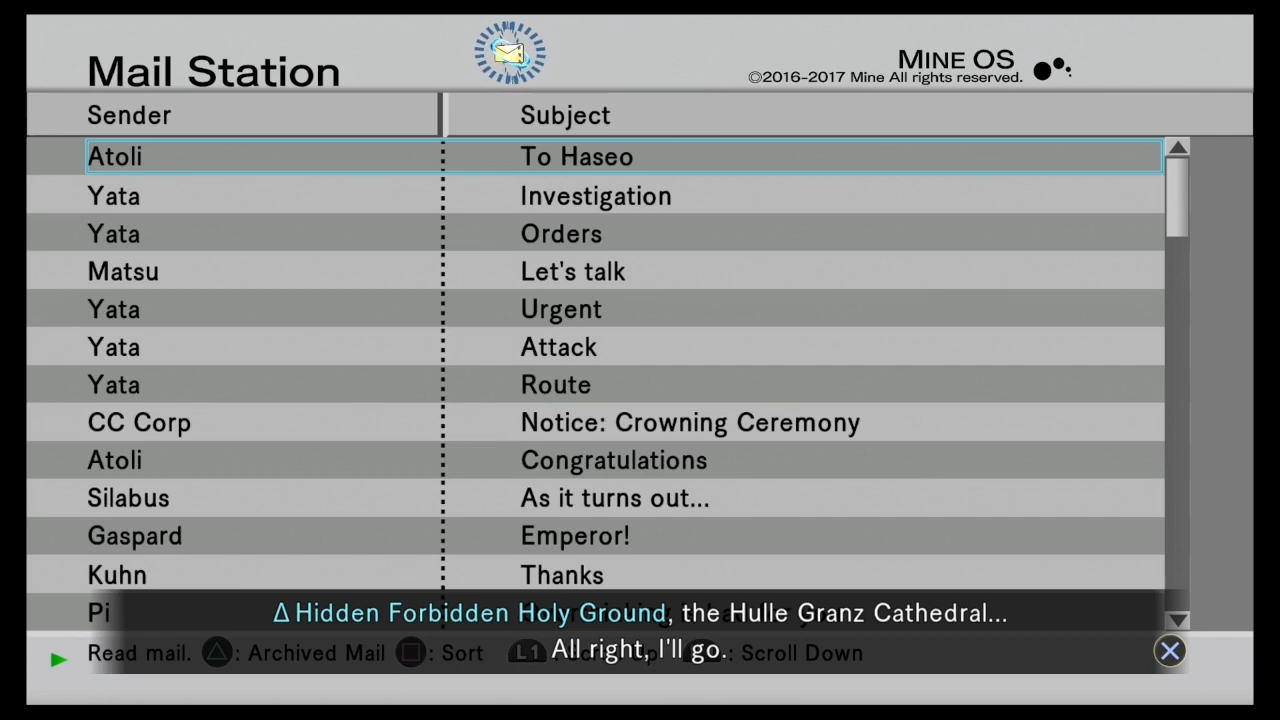 Mail Station
MINE OS
©2016-2017 Mine All rights reserved.
Sender Subject
Atoli To Haseo
Yata Investigation
Yata Orders
Matsu Let's talk
Yata Urgent
Yata Attack
Yata Route
CC Corp Notice: Crowning Ceremony
Atoli Congratulations
Silabus As it turns out...
Gaspard Emperor!
Kuhn Thanks
Pi
Δ Hidden Forbidden Holy Ground, the Hulle Granz Cathedral...
All right, I'll go.
Read mail. : Archived Mail : Sort L1 : Scroll Down